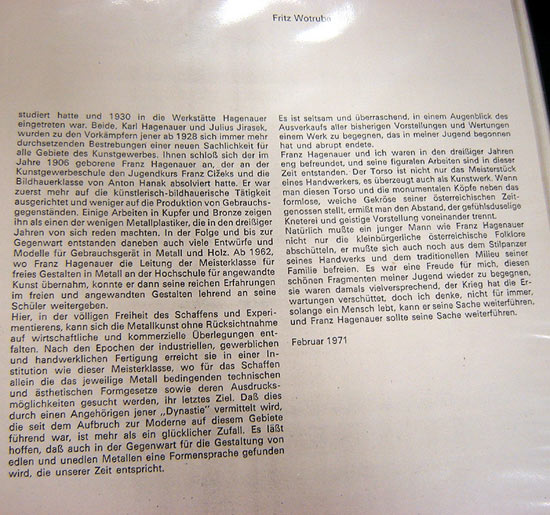 Fritz Wotruba
studiert hatte und 1930 in die Werkstätte Hagenauer
eingetreten war. Beide, Karl Hagenauer und Julius Jirasek,
wurden zu den Vorkämpfern jener ab 1928 sich immer mehr
durchsetzenden Bestrebungen einer neuen Sachlichkeit für
alle Gebiete des Kunstgewerbes. Ihnen schloß sich der im
Jahre 1906 geborene Franz Hagenauer an, der an der
Kunstgewerbeschule den Jugendkurs Franz Cižeks und die
Bildhauerklasse von Anton Hanak absolviert hatte. Er war
zuerst mehr auf die künstlerisch-bildhauerische Tätigkeit
ausgerichtet und weniger auf die Produktion von Gebrauchs-
gegenständen. Einige Arbeiten in Kupfer und Bronze zeigen
ihn als einen der wenigen Metallplastiker, die in den dreißiger
Jahren von sich reden machten. In der Folge und bis zur
Gegenwart entstanden daneben auch viele Entwürfe und
Modelle für Gebrauchsgerät in Metall und Holz. Ab 1962,
wo Franz Hagenauer die Leitung der Meisterklasse für
freies Gestalten in Metall an der Hochschule für angewandte
Kunst übernahm, konnte er dann seine reichen Erfahrungen
im freien und angewandten Gestalten lehrend an seine
Schüler weitergeben.
Hier, in der völligen Freiheit des Schaffens und Experi-
mentierens, kann sich die Metallkunst ohne Rücksichtnahme
auf wirtschaftliche und kommerzielle Überlegungen ent-
falten. Nach den Epochen der industriellen, gewerblichen
und handwerklichen Fertigung erreicht sie in einer In-
stitution wie dieser Meisterklasse, wo für das Schaffen
allein die das jeweilige Metall bedingenden technischen
und ästhetischen Formgesetze sowie deren Ausdrucks-
möglichkeiten gesucht werden, ihr letztes Ziel. Daß dies
durch einen Angehörigen jener „Dynastie" vermittelt wird,
die seit dem Aufbruch zur Moderne auf diesem Gebiete
führend war, ist mehr als ein glücklicher Zufall. Es läßt
hoffen, daß auch in der Gegenwart für die Gestaltung von
edlen und unedlen Metallen eine Formensprache gefunden
wird, die unserer Zeit entspricht.
Es ist seltsam und überraschend, in einem Augenblick des
Ausverkaufs aller bisherigen Vorstellungen und Wertungen
einem Werk zu begegnen, das in meiner Jugend begonnen
hat und abrupt endete.
Franz Hagenauer und ich waren in den dreißiger Jahren
eng befreundet, und seine figuralen Arbeiten sind in dieser
Zeit entstanden. Der Torso ist nicht nur das Meisterstück
eines Handwerkers, es überzeugt auch als Kunstwerk. Wenn
man diesen Torso und die monumentalen Köpfe neben das
formlose, weiche Gekröse seiner österreichischen Zeit-
genossen stellt, ermißt man den Abstand, der gefühlsduselige
Kneterei und geistige Vorstellung voneinander trennt.
Natürlich mußte ein junger Mann wie Franz Hagenauer
nicht nur die kleinbürgerliche österreichische Folklore
abschütteln, er mußte sich auch noch aus dem Stilpanzer
seines Handwerks und dem traditionellen Milieu seiner
Familie befreien. Es war eine Freude für mich, diesen
schönen Fragmenten meiner Jugend wieder zu begegnen,
sie waren damals vielversprechend, der Krieg hat die Er-
wartungen verschüttet, doch ich denke, nicht für immer,
solange ein Mensch lebt, kann er seine Sache weiterführen,
und Franz Hagenauer sollte seine Sache weiterführen.
Februar 1971